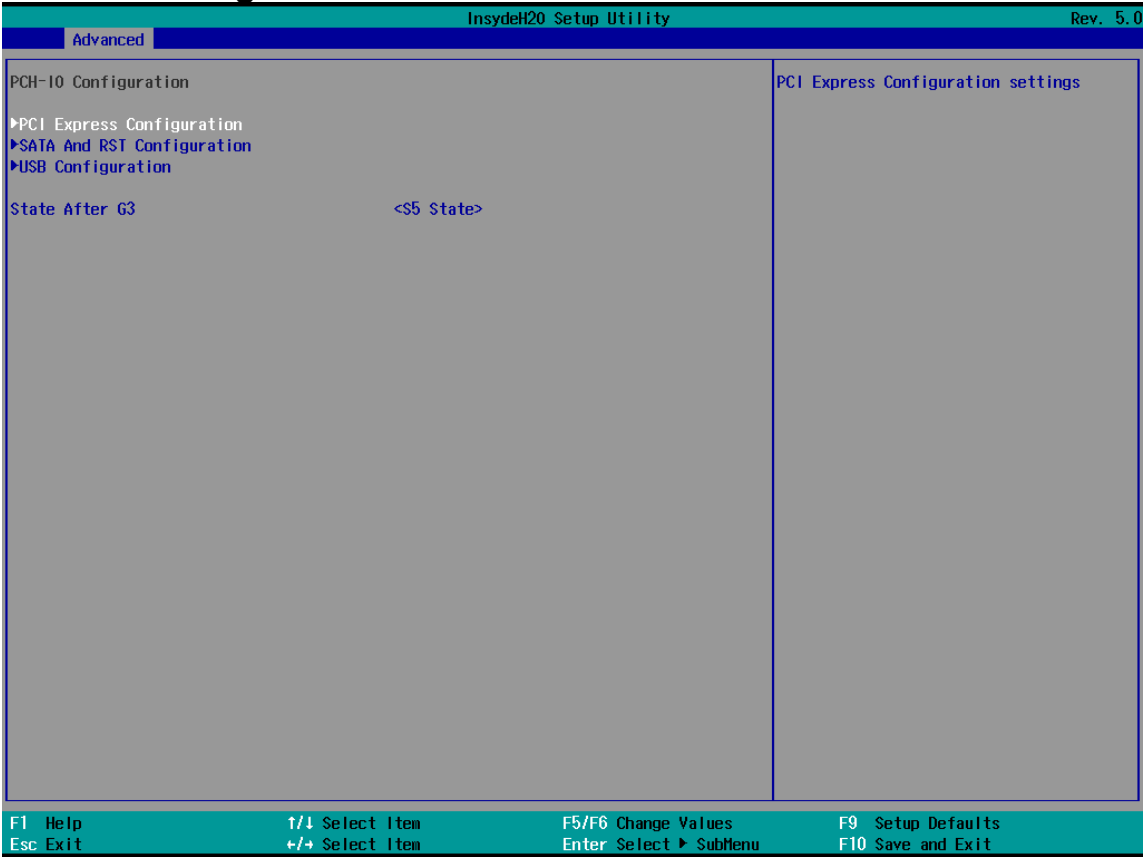 InsydeH2O Setup Utility Rev. 5.0
Advanced
PCH-IO Configuration
PCI Express Configuration settings
▶PCI Express Configuration
▶SATA And RST Configuration
▶USB Configuration
State After G3 <S5 State>
F1 Help ↑/↓ Select Item F5/F6 Change Values F9 Setup Defaults
Esc Exit ←/→ Select Item Enter Select ▶ SubMenu F10 Save and Exit